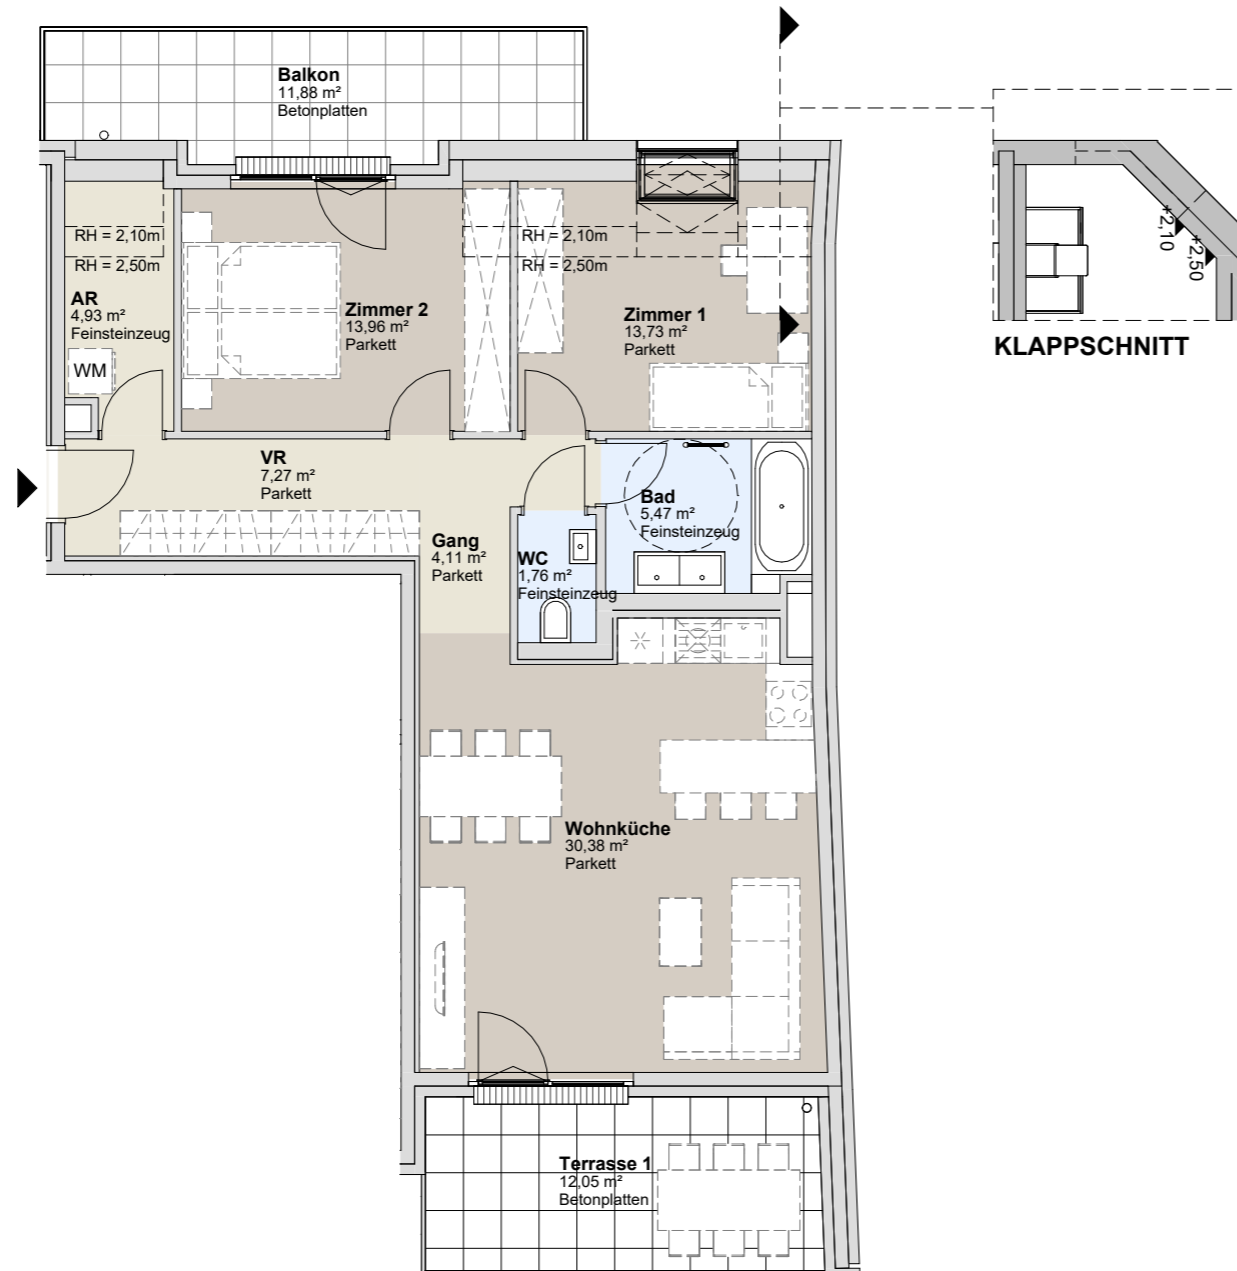 Balkon
11,88 m²
Betonplatten
RH = 2,10m
RH = 2,50m
AR
4,93 m²
Feinsteinzeug
WM
Zimmer 2
13,96 m²
Parkett
RH = 2,10m
RH = 2,50m
Zimmer 1
13,73 m²
Parkett
+2,10
+2,50
KLAPPSCHNITT
VR
7,27 m²
Parkett
Gang
4,11 m²
Parkett
WC
1,76 m²
Feinsteinzeug
Bad
5,47 m²
Feinsteinzeug
Wohnküche
30,38 m²
Parkett
Terrasse 1
12,05 m²
Betonplatten